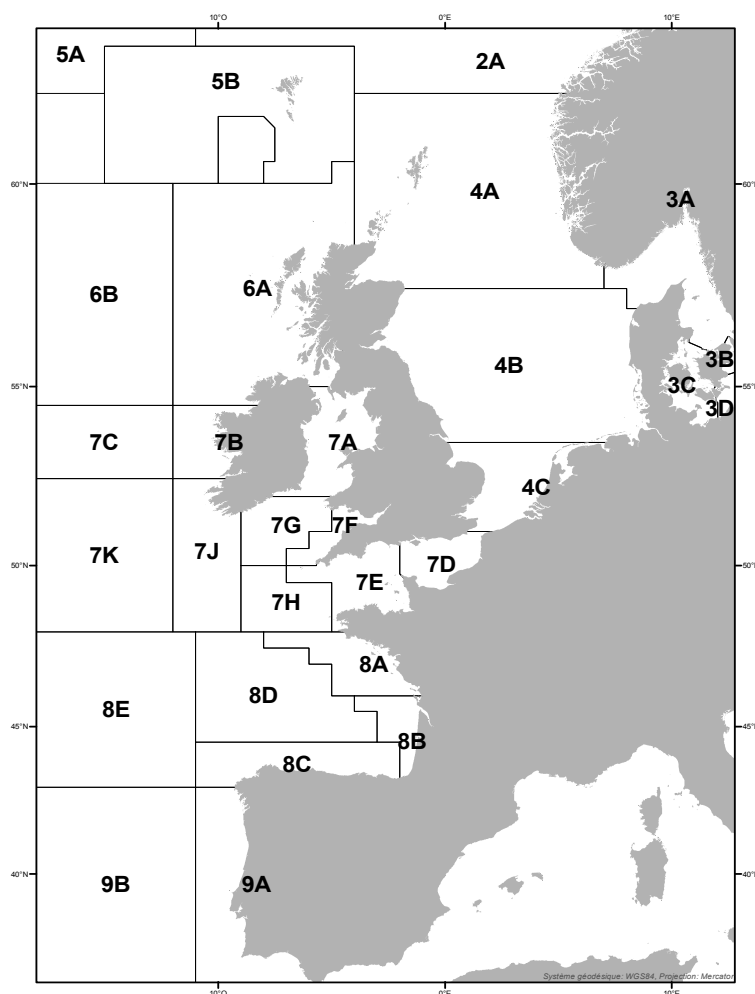 10°O 0°E 10°E
5A
2A
5B
60°N 60°N
4A
3A
6B
6A
4B
3B
55°N 55°N
3C
3D
7C
7B
7A
4C
7G
7F
7K
7J
50°N 50°N
7D
7E
7H
8A
8D
8E
45°N 45°N
8B
8C
40°N 40°N
9B
9A
Système géodésique: WGS84, Projection: Mercator
10°O 0°E 10°E